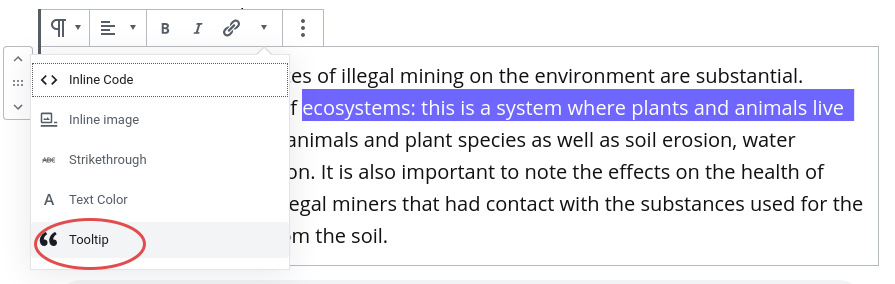 B I
Inline Code
Inline image
ABC Strikethrough
A Text Color
Tooltip
es of illegal mining on the environment are substantial.
f ecosystems: this is a system where plants and animals live
animals and plant species as well as soil erosion, water
on. It is also important to note the effects on the health of
egal miners that had contact with the substances used for the
om the soil.